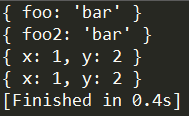 { foo: 'bar' }
{ foo2: 'bar' }
{ x: 1, y: 2 }
{ x: 1, y: 2 }
[Finished in 0.4s]